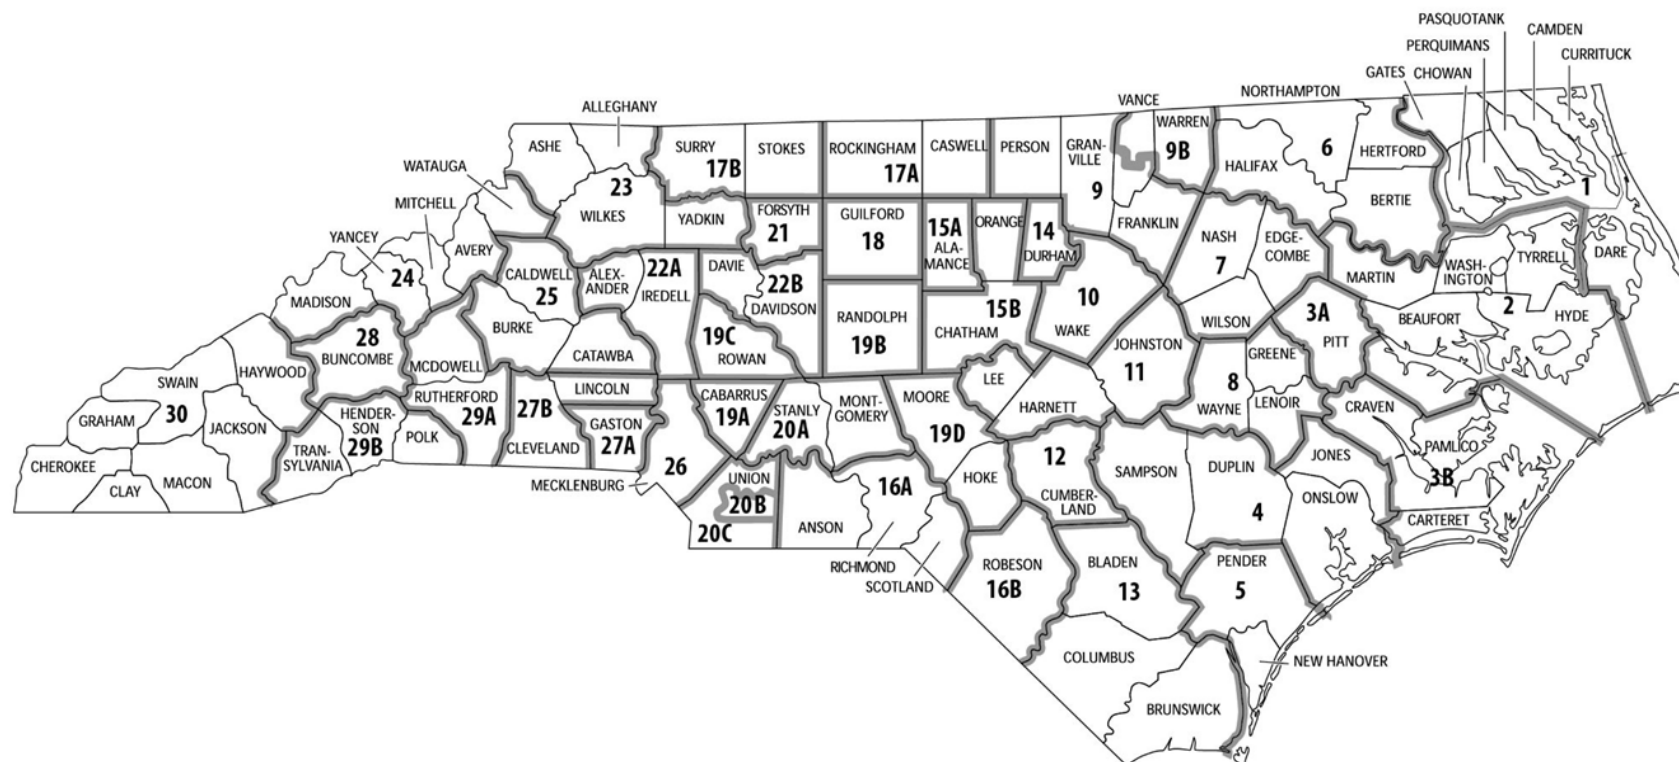 PASQUOTANK
CAMDEN
PERQUIMANS
CURRITUCK
GATES
CHOWAN
NORTHAMPTON
VANCE
ALLEGHANY
WARREN
9B
ASHE
SURRY
17B
STOKES
ROCKINGHAM
17A
CASWELL
PERSON
GRAN-
VILLE
9
HALIFAX
6
HERTFORD
WATAUGA
23
WILKES
YADKIN
FORSYTH
21
GUILFORD
18
15A
ALA-
MANCE
ORANGE
14
DURHAM
FRANKLIN
NASH
7
EDGE-
COMBE
BERTIE
1
MITCHELL
YANCEY
24
AVERY
CALDWELL
25
ALEX-
ANDER
22A
IREDELL
DAVIE
22B
DAVIDSON
MARTIN
WASH-
INGTON
TYRRELL
DARE
MADISON
28
BUNCOMBE
BURKE
CATAWBA
19C
ROWAN
RANDOLPH
19B
15B
CHATHAM
10
WAKE
WILSON
3A
PITT
BEAUFORT
2
HYDE
MCDOWELL
JOHNSTON
11
GREENE
8
WAYNE
LENOIR
SWAIN
30
HAYWOOD
RUTHERFORD
29A
LINCOLN
27B
CLEVELAND
GASTON
27A
CABARRUS
19A
STANLY
20A
MONT-
GOMERY
MOORE
19D
LEE
HARNETT
CRAVEN
GRAHAM
JACKSON
HENDER-
SON
29B
POLK
TRAN-
SYLVANIA
CHEROKEE
CLAY
MACON
26
MECKLENBURG
UNION
20B
20C
ANSON
16A
RICHMOND
SCOTLAND
HOKE
12
CUMBER-
LAND
SAMPSON
DUPLIN
4
JONES
ONSLOW
PAMLICO
3B
CARTERET
ROBESON
16B
BLADEN
13
PENDER
5
COLUMBUS
NEW HANOVER
BRUNSWICK